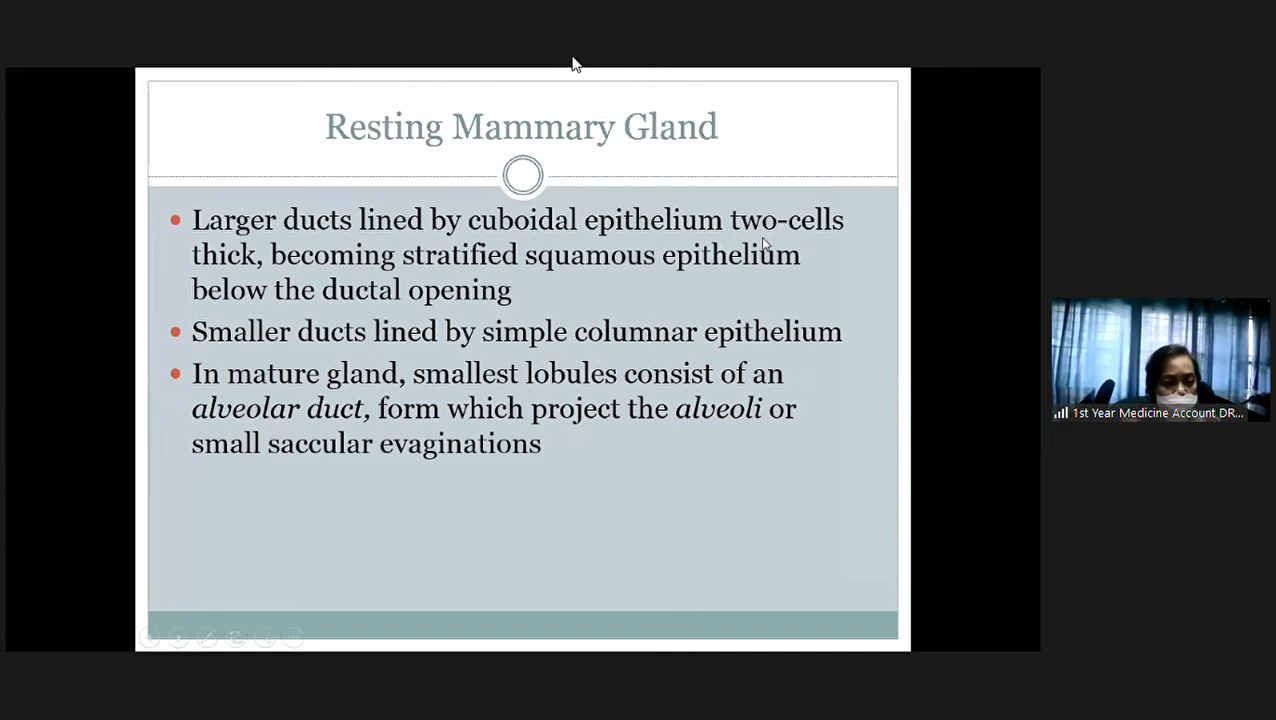 Resting Mammary Gland
Larger ducts lined by cuboidal epithelium two-cells
thick, becoming stratified squamous epithelium
below the ductal opening
Smaller ducts lined by simple columnar epithelium
In mature gland, smallest lobules consist of an
alveolar duct, form which project the alveoli or
small saccular evaginations
1st Year Medicine Account DR...